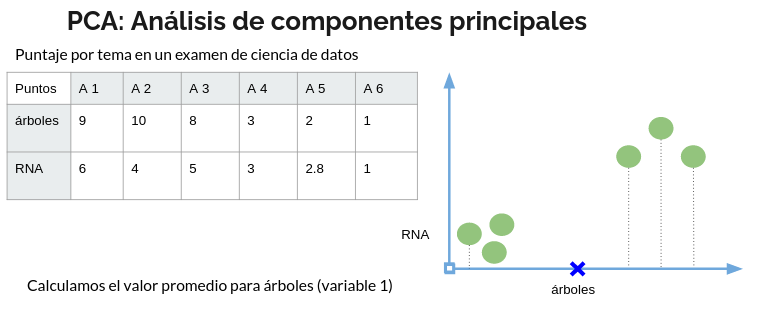 PCA: Análisis de componentes principales
Puntaje por tema en un examen de ciencia de datos
Puntos A 1 A 2 A 3 A 4 A 5 A 6
árboles 9 10 8 3 2 1
RNA 6 4 5 3 2.8 1
RNA
Calculamos el valor promedio para árboles (variable 1)
árboles